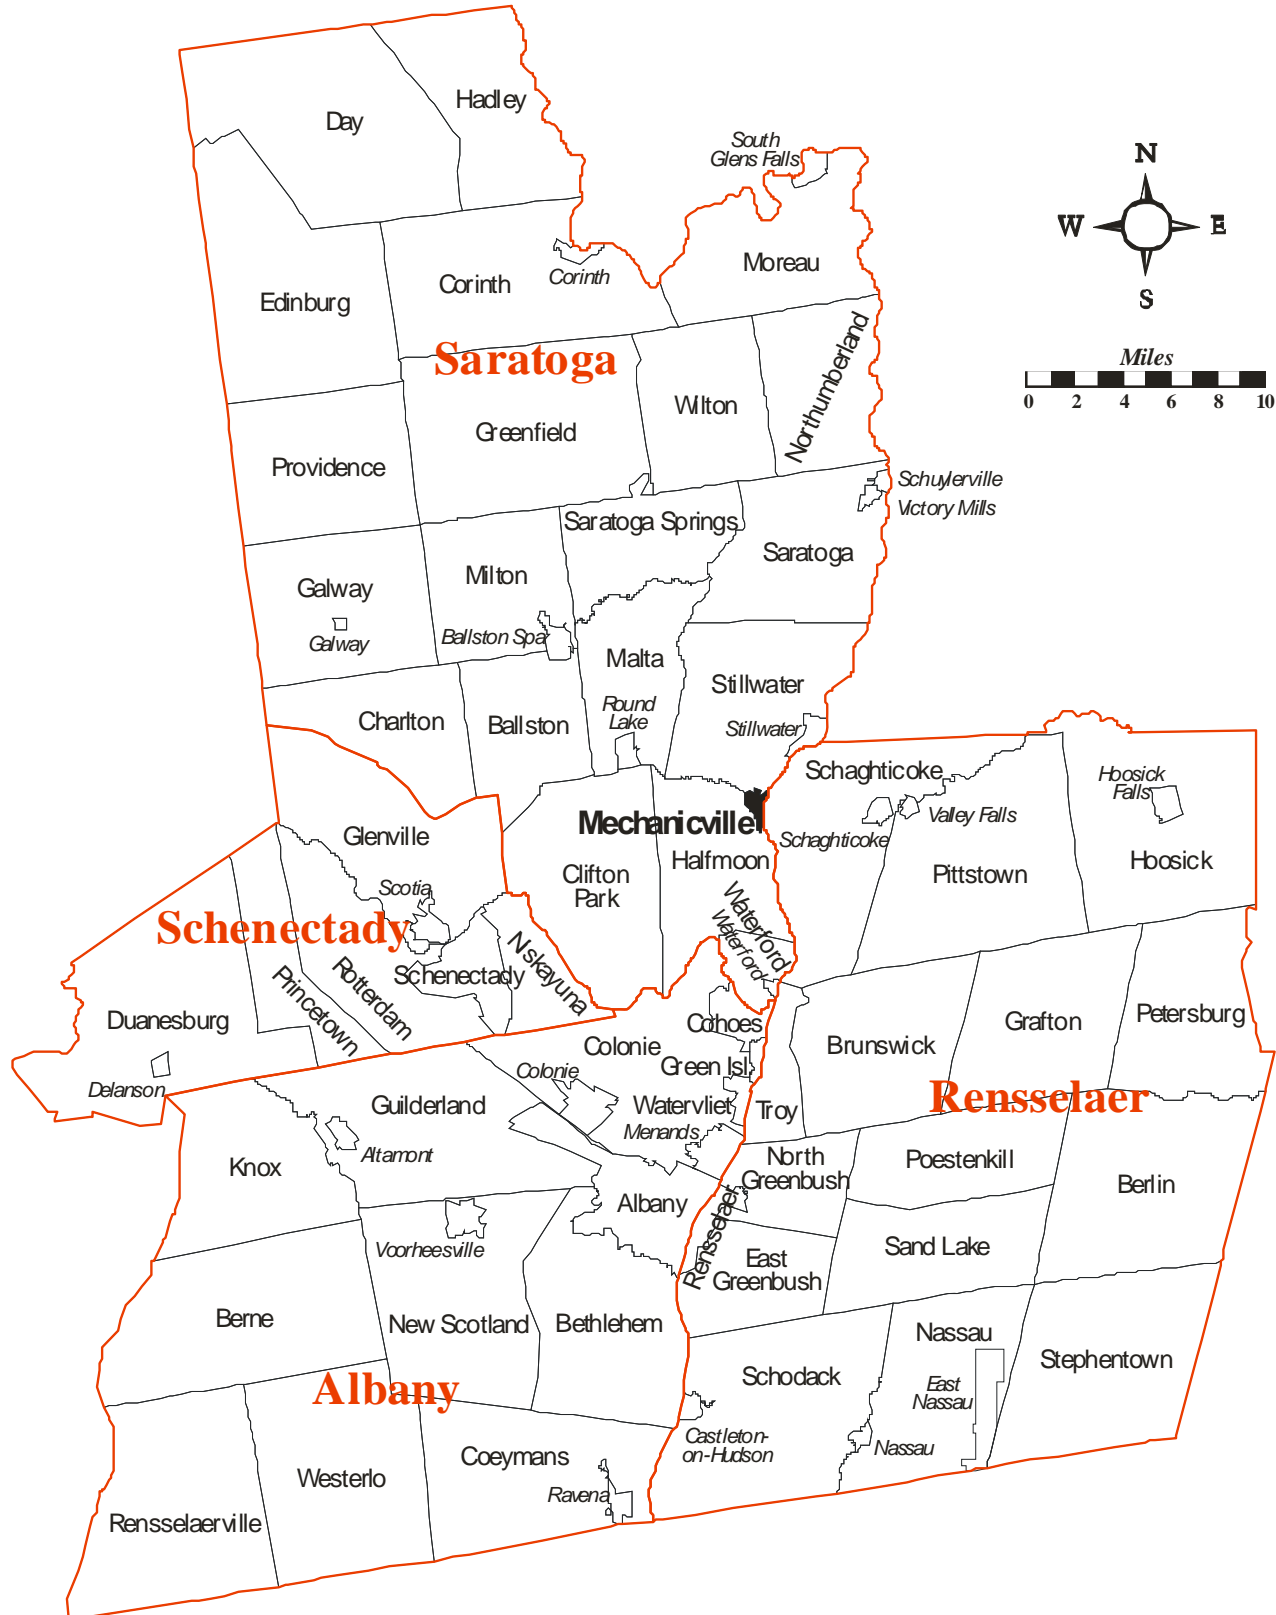 Hadley
Day
South
Glens Falls
N
W
E
S
Moreau
Corinth
Corinth
Edinburg
Miles
0 2 4 6 8 10
Saratoga
Northumberland
Wilton
Greenfield
Providence
Schuylerville
Victory Mills
Saratoga Springs
Saratoga
Milton
Galway
Galway
Ballston Spa
Malta
Stillwater
Round
Lake
Charlton
Ballston
Stillwater
Schaghticoke
Hoosick
Falls
Valley Falls
Mechanicville
Glenville
Schaghticoke
Halfmoon
Hoosick
Clifton
Park
Pittstown
Scotia
Waterford
Waterford
Schenectady
Niskayuna
Schenectady
Rotterdam
Princetown
Duanesburg
Cohoes
Petersburg
Grafton
Brunswick
Colonie
Green Isl.
Colonie
Delanson
Rensselaer
Guilderland
Watervliet
Troy
Menands
Altamont
North
Greenbush
Poestenkill
Knox
Berlin
Albany
Rensselaer
Voorheesville
Sand Lake
East
Greenbush
Berne
New Scotland
Bethlehem
Nassau
Stephentown
Schodack
Albany
East
Nassau
Castleton-
on-Hudson
Nassau
Coeymans
Westerlo
Ravena
Rensselaerville